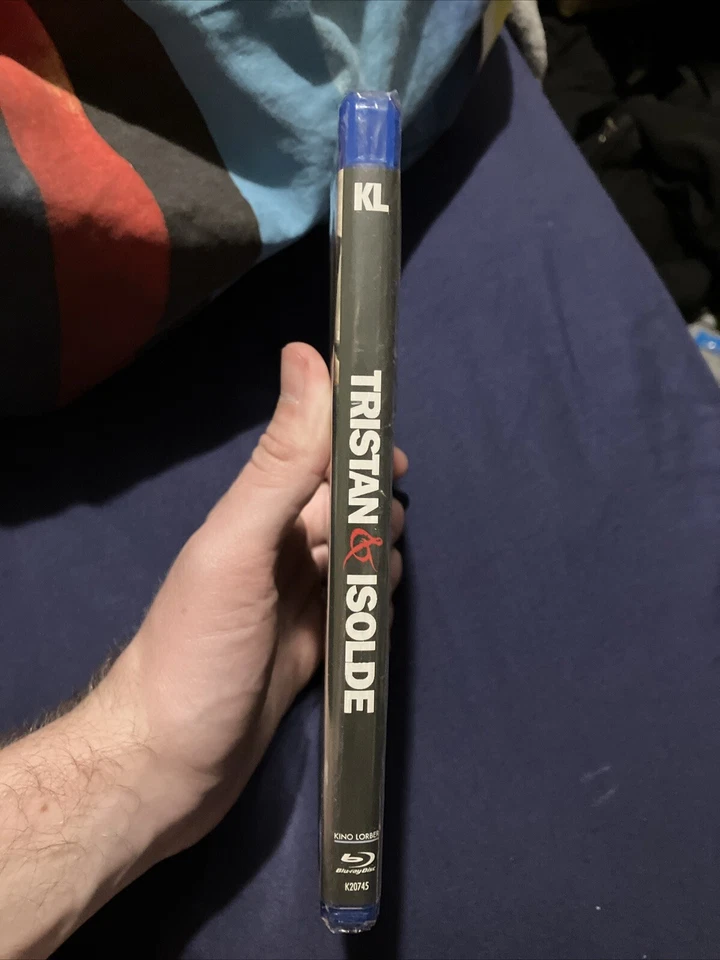 KL
TRISTAN & ISOLDE
KINO LORBER
Blu-ray Disc
K20745